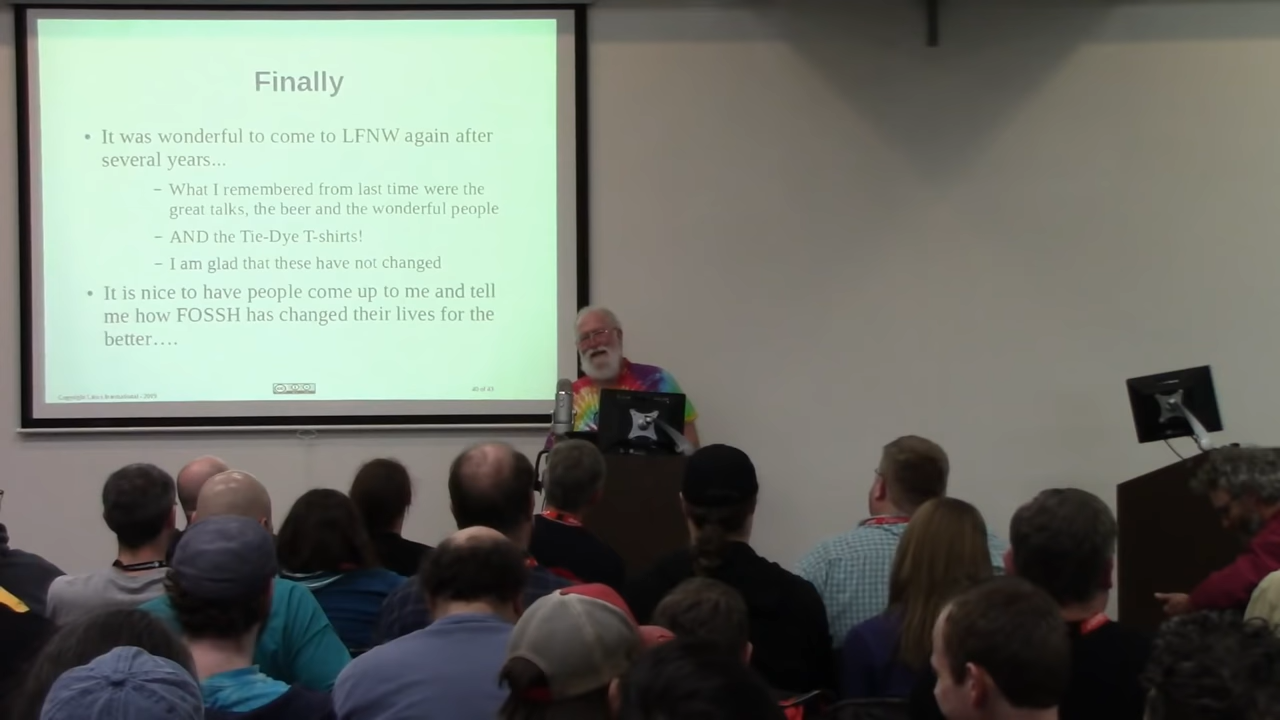 Finally
• It was wonderful to come to LFNW again after
several years...
– What I remembered from last time were the
great talks, the beer and the wonderful people
– AND the Tie-Dye T-shirts!
– I am glad that these have not changed
• It is nice to have people come up to me and tell
me how FOSSH has changed their lives for the
better….